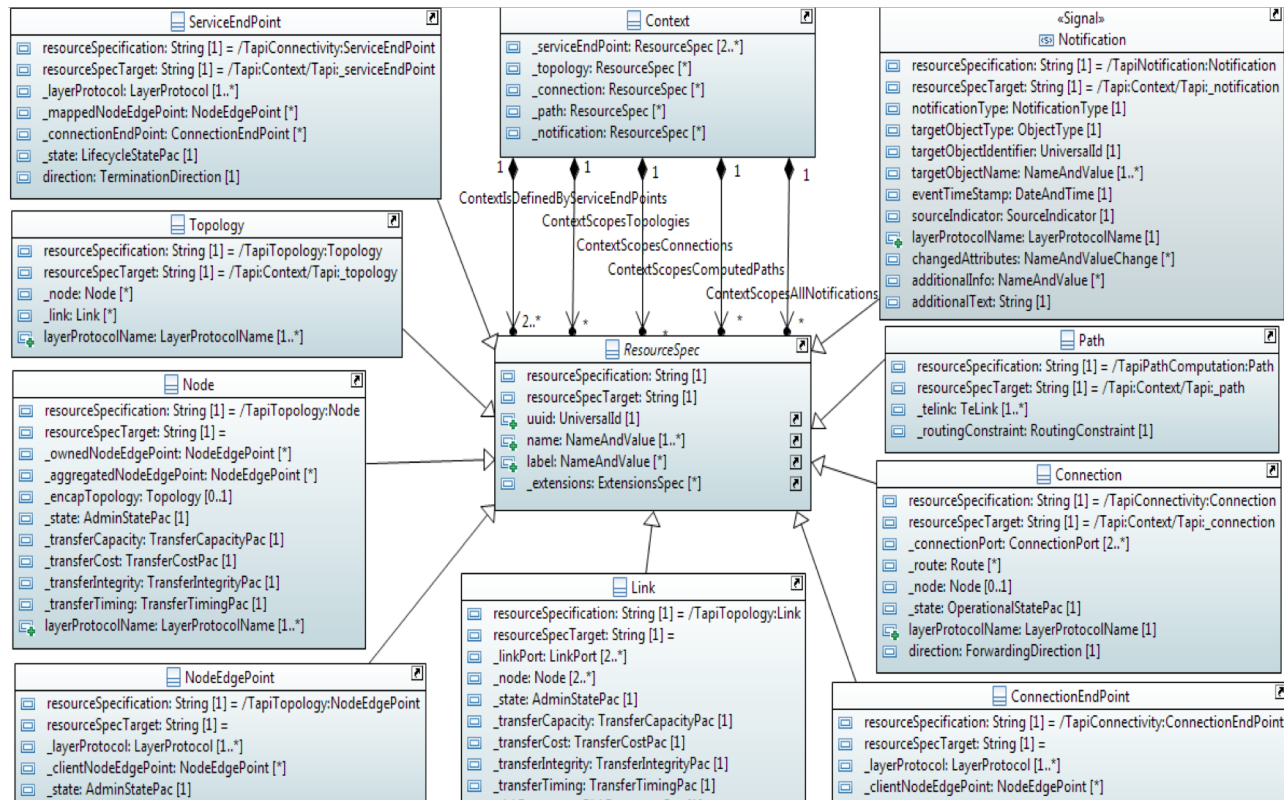 ServiceEndPoint
resourceSpecification: String [1] = /TapiConnectivity:ServiceEndPoint
resourceSpecTarget: String [1] = /Tapi:Context/Tapi:_serviceEndPoint
_layerProtocol: LayerProtocol [1..*]
_mappedNodeEdgePoint: NodeEdgePoint [*]
_connectionEndPoint: ConnectionEndPoint [*]
_state: LifecycleStatePac [1]
direction: TerminationDirection [1]
Context
_serviceEndPoint: ResourceSpec [2..*]
_topology: ResourceSpec [*]
_connection: ResourceSpec [*]
_path: ResourceSpec [*]
_notification: ResourceSpec [*]
«Signal»
Notification
resourceSpecification: String [1] = /TapiNotification:Notification
resourceSpecTarget: String [1] = /Tapi:Context/Tapi:_notification
notificationType: NotificationType [1]
targetObjectType: ObjectType [1]
targetObjectIdentifier: UniversalId [1]
targetObjectName: NameAndValue [1..*]
eventTimeStamp: DateAndTime [1]
sourceIndicator: SourceIndicator [1]
layerProtocolName: LayerProtocolName [1]
changedAttributes: NameAndValueChange [*]
additionalInfo: NameAndValue [*]
additionalText: String [1]
1 1 1 1 1
ContextIsDefinedByServiceEndPoints
ContextScopesTopologies
ContextScopesConnections
ContextScopesComputedPaths
ContextScopesAllNotifications
2..* * * * *
Topology
resourceSpecification: String [1] = /TapiTopology:Topology
resourceSpecTarget: String [1] = /Tapi:Context/Tapi:_topology
_node: Node [*]
_link: Link [*]
layerProtocolName: LayerProtocolName [1..*]
ResourceSpec
resourceSpecification: String [1]
resourceSpecTarget: String [1]
uuid: UniversalId [1]
name: NameAndValue [1..*]
label: NameAndValue [*]
_extensions: ExtensionsSpec [*]
Path
resourceSpecification: String [1] = /TapiPathComputation:Path
resourceSpecTarget: String [1] = /Tapi:Context/Tapi:_path
_telink: TeLink [1..*]
_routingConstraint: RoutingConstraint [1]
Node
resourceSpecification: String [1] = /TapiTopology:Node
resourceSpecTarget: String [1] =
_ownedNodeEdgePoint: NodeEdgePoint [*]
_aggregatedNodeEdgePoint: NodeEdgePoint [*]
_encapTopology: Topology [0..1]
_state: AdminStatePac [1]
_transferCapacity: TransferCapacityPac [1]
_transferCost: TransferCostPac [1]
_transferIntegrity: TransferIntegrityPac [1]
_transferTiming: TransferTimingPac [1]
layerProtocolName: LayerProtocolName [1..*]
Connection
resourceSpecification: String [1] = /TapiConnectivity:Connection
resourceSpecTarget: String [1] = /Tapi:Context/Tapi:_connection
_connectionPort: ConnectionPort [2..*]
_route: Route [*]
_node: Node [0..1]
_state: OperationalStatePac [1]
layerProtocolName: LayerProtocolName [1]
direction: ForwardingDirection [1]
NodeEdgePoint
resourceSpecification: String [1] = /TapiTopology:NodeEdgePoint
resourceSpecTarget: String [1] =
_layerProtocol: LayerProtocol [1..*]
_clientNodeEdgePoint: NodeEdgePoint [*]
_state: AdminStatePac [1]
Link
resourceSpecification: String [1] = /TapiTopology:Link
resourceSpecTarget: String [1] =
_linkPort: LinkPort [2..*]
_node: Node [2..*]
_state: AdminStatePac [1]
_transferCapacity: TransferCapacityPac [1]
_transferCost: TransferCostPac [1]
_transferIntegrity: TransferIntegrityPac [1]
_transferTiming: TransferTimingPac [1]
ConnectionEndPoint
resourceSpecification: String [1] = /TapiConnectivity:ConnectionEndPoint
resourceSpecTarget: String [1] =
_layerProtocol: LayerProtocol [1..*]
_clientNodeEdgePoint: NodeEdgePoint [*]